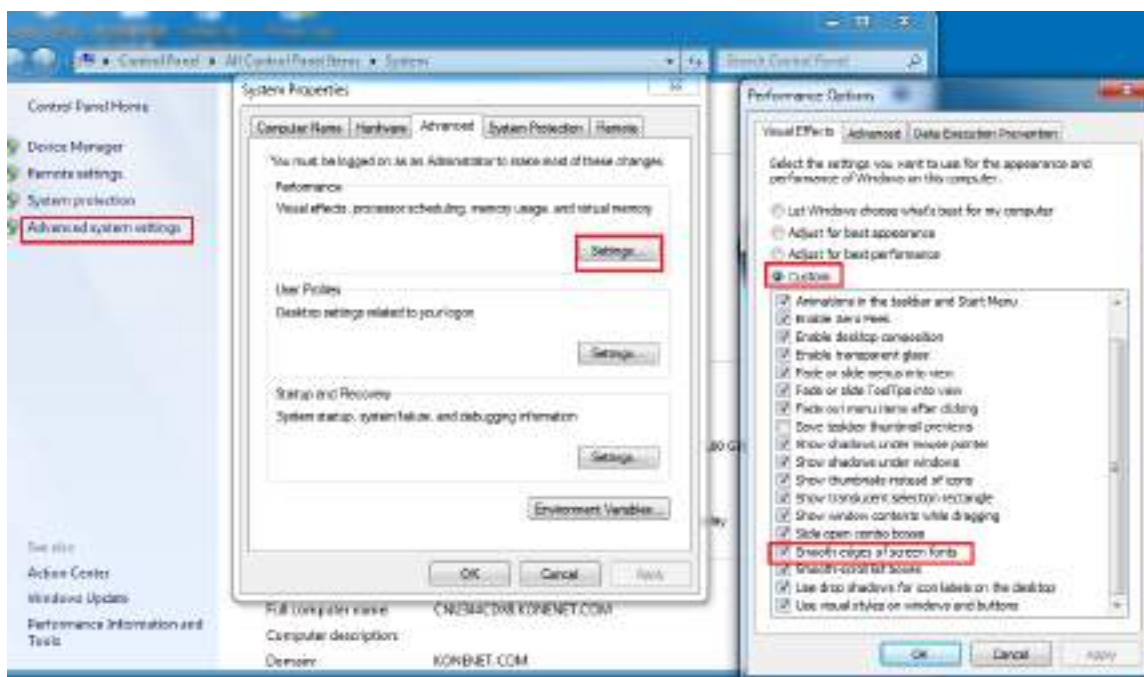 Control Panel ▸ All Control Panel Items ▸ System
Search Control Panel
Control Panel Home
Device Manager
Remote settings
System protection
Advanced system settings
See also
Action Center
Windows Update
Performance Information and
Tools
System Properties
Computer Name Hardware Advanced System Protection Remote
You must be logged on as an Administrator to make most of these changes.
Performance
Visual effects, processor scheduling, memory usage, and virtual memory
Settings...
User Profiles
Desktop settings related to your logon
Settings...
Startup and Recovery
System startup, system failure, and debugging information
Settings...
Environment Variables...
OK Cancel Apply
Full computer name
Computer description:
Domain: KONENET.COM
Performance Options
Visual Effects Advanced Data Execution Prevention
Select the settings you want to use for the appearance and
performance of Windows on this computer.
Let Windows choose what's best for my computer
Adjust for best appearance
Adjust for best performance
Custom:
Animations in the taskbar and Start Menu
Enable Aero Peek
Enable desktop composition
Enable transparent glass
Fade or slide menus into view
Fade or slide ToolTips into view
Fade out menu items after clicking
Save taskbar thumbnail previews
Show shadows under mouse pointer
Show shadows under windows
Show thumbnails instead of icons
Show translucent selection rectangle
Show window contents while dragging
Slide open combo boxes
Smooth edges of screen fonts
Smooth-scroll list boxes
Use drop shadows for icon labels on the desktop
Use visual styles on windows and buttons
OK Cancel Apply